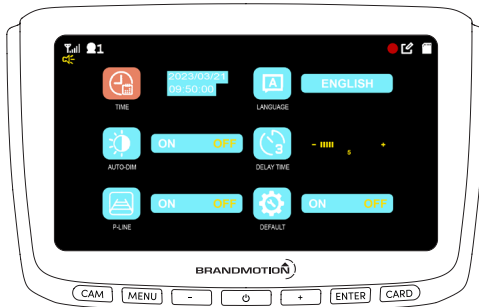 1
2023/03/21
09:50:00
A
ENGLISH
TIME
LANGUAGE
ON OFF
3
- 5 +
AUTO-DIM
DELAY TIME
ON OFF
ON OFF
P-LINE
DEFAULT
BRANDMOTION
CAM MENU - + ENTER CARD